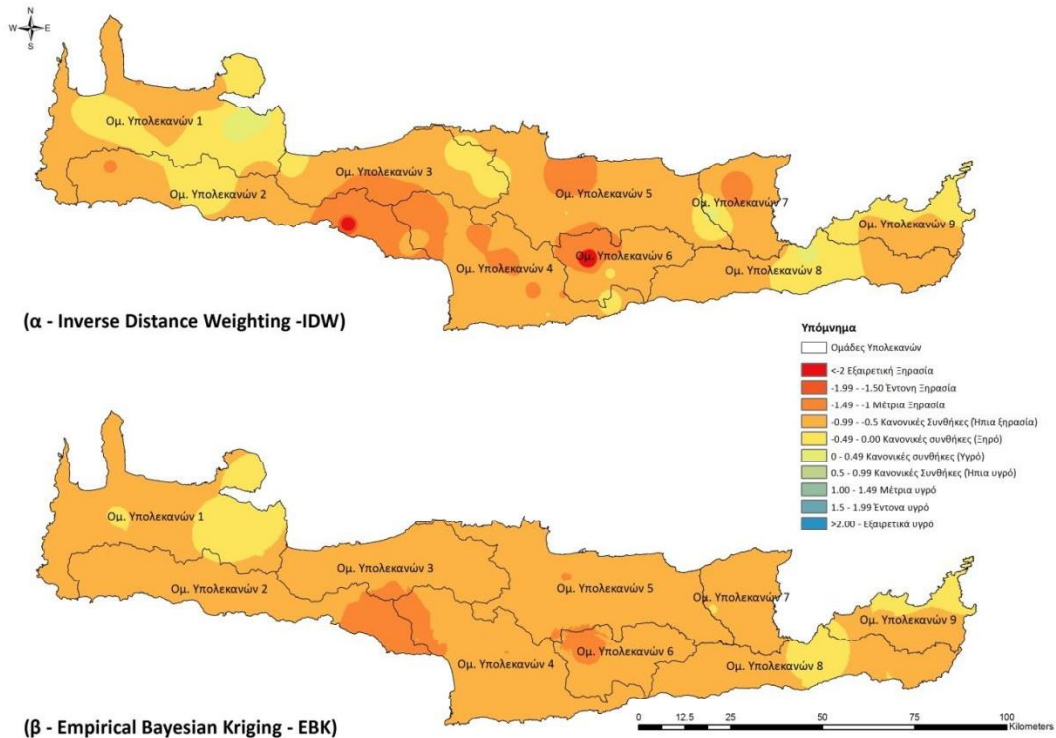 N
W E
S
Ομ. Υπολεκανών 1
Ομ. Υπολεκανών 2
Ομ. Υπολεκανών 3
Ομ. Υπολεκανών 4
Ομ. Υπολεκανών 5
Ομ. Υπολεκανών 6
Ομ. Υπολεκανών 7
Ομ. Υπολεκανών 8
Ομ. Υπολεκανών 9
(α - Inverse Distance Weighting -IDW)
Υπόμνημα
Ομάδες Υπολεκανών
<-2 Εξαιρετική Ξηρασία
-1.99 - -1.50 Έντονη Ξηρασία
-1.49 - -1 Μέτρια Ξηρασία
-0.99 - -0.5 Κανονικές Συνθήκες (Ήπια ξηρασία)
-0.49 - 0.00 Κανονικές συνθήκες (Ξηρό)
0 - 0.49 Κανονικές συνθήκες (Υγρό)
0.5 - 0.99 Κανονικές Συνθήκες (Ήπια υγρό)
1.00 - 1.49 Μέτρια υγρό
1.5 - 1.99 Έντονα υγρό
>2.00 - Εξαιρετικά υγρό
Ομ. Υπολεκανών 1
Ομ. Υπολεκανών 2
Ομ. Υπολεκανών 3
Ομ. Υπολεκανών 4
Ομ. Υπολεκανών 5
Ομ. Υπολεκανών 6
Ομ. Υπολεκανών 7
Ομ. Υπολεκανών 8
Ομ. Υπολεκανών 9
(β - Empirical Bayesian Kriging - EBK)
0 12.5 25 50 75 100
Kilometers